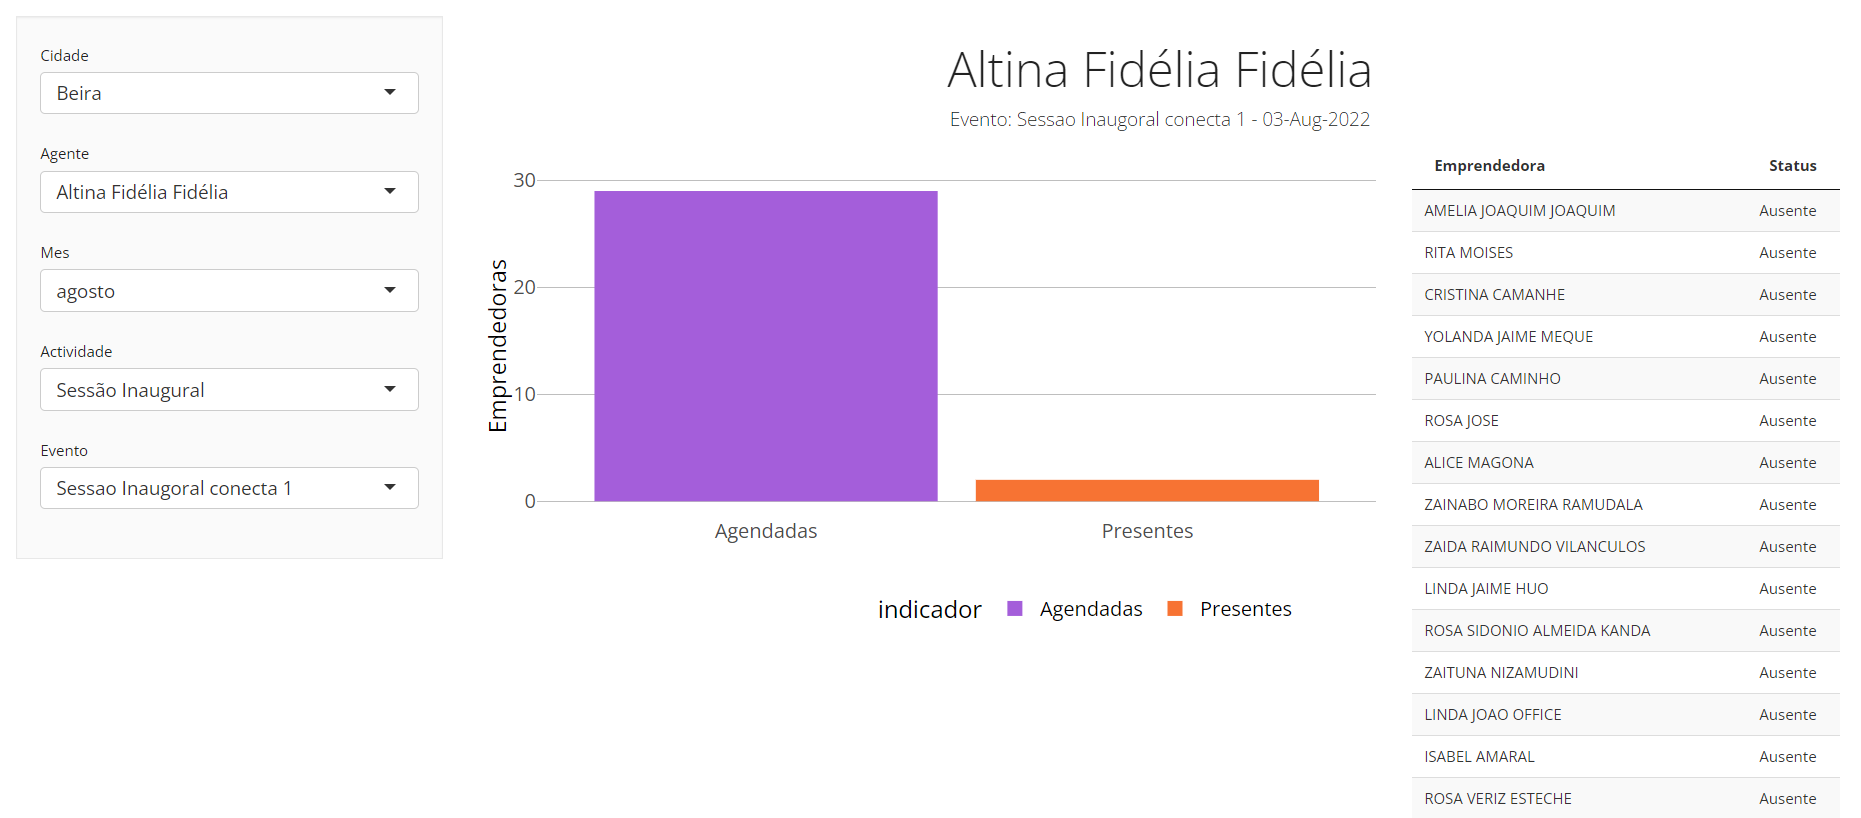 Cidade
Beira
Agente
Altina Fidélia Fidélia
Mes
agosto
Actividade
Sessão Inaugural
Evento
Sessao Inaugoral conecta 1
Altina Fidélia Fidélia
Evento: Sessao Inaugoral conecta 1 - 03-Aug-2022
Emprendedoras
30
20
10
0
Agendadas Presentes
indicador Agendadas Presentes
Emprendedora Status
AMELIA JOAQUIM JOAQUIM Ausente
RITA MOISES Ausente
CRISTINA CAMANHE Ausente
YOLANDA JAIME MEQUE Ausente
PAULINA CAMINHO Ausente
ROSA JOSE Ausente
ALICE MAGONA Ausente
ZAINABO MOREIRA RAMUDALA Ausente
ZAIDA RAIMUNDO VILANCULOS Ausente
LINDA JAIME HUO Ausente
ROSA SIDONIO ALMEIDA KANDA Ausente
ZAITUNA NIZAMUDINI Ausente
LINDA JOAO OFFICE Ausente
ISABEL AMARAL Ausente
ROSA VERIZ ESTECHE Ausente